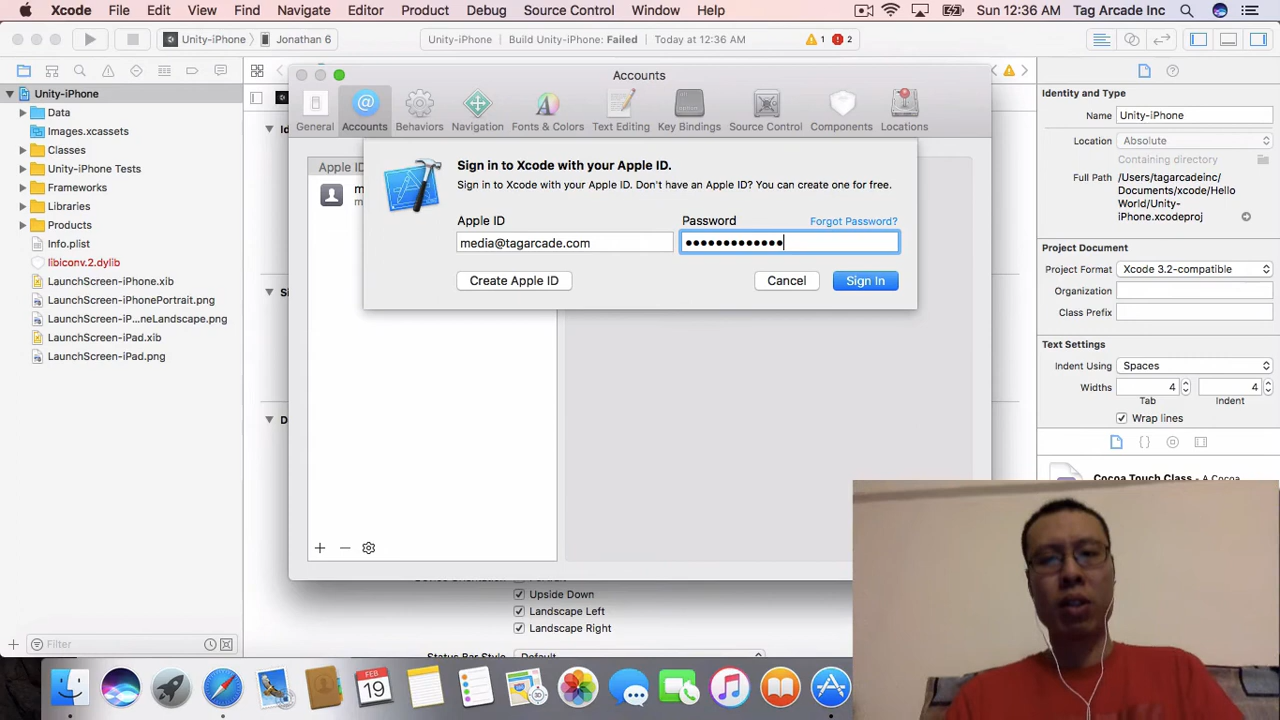 Xcode File Edit View Find Navigate Editor Product Debug Source Control Window Help Sun 12:36 AM Tag Arcade Inc
Unity-iPhone Jonathan 6 Unity-iPhone Build Unity-iPhone: Failed Today at 12:36 AM 1 2
Accounts
General Accounts Behaviors Navigation Fonts & Colors Text Editing Key Bindings Source Control Components Locations
option
Unity-iPhone
Data
Images.xcassets
Classes
Unity-iPhone Tests
Frameworks
Libraries
Products
Info.plist
libiconv.2.dylib
LaunchScreen-iPhone.xib
LaunchScreen-iPhonePortrait.png
LaunchScreen-iP...neLandscape.png
LaunchScreen-iPad.xib
LaunchScreen-iPad.png
Filter
Sign in to Xcode with your Apple ID.
Sign in to Xcode with your Apple ID. Don't have an Apple ID? You can create one for free.
Apple ID
Password
Forgot Password?
media@tagarcade.com
•••••••••••••
Create Apple ID
Cancel
Sign In
Upside Down
Landscape Left
Landscape Right
Identity and Type
Name Unity-iPhone
Location Absolute
Containing directory
Full Path /Users/tagarcadeinc/
Documents/xcode/Hello
World/Unity-
iPhone.xcodeproj
Project Document
Project Format Xcode 3.2-compatible
Organization
Class Prefix
Text Settings
Indent Using Spaces
Widths 4 4
Tab Indent
Wrap lines
Cocoa Touch Class - A Cocoa
FEB
19